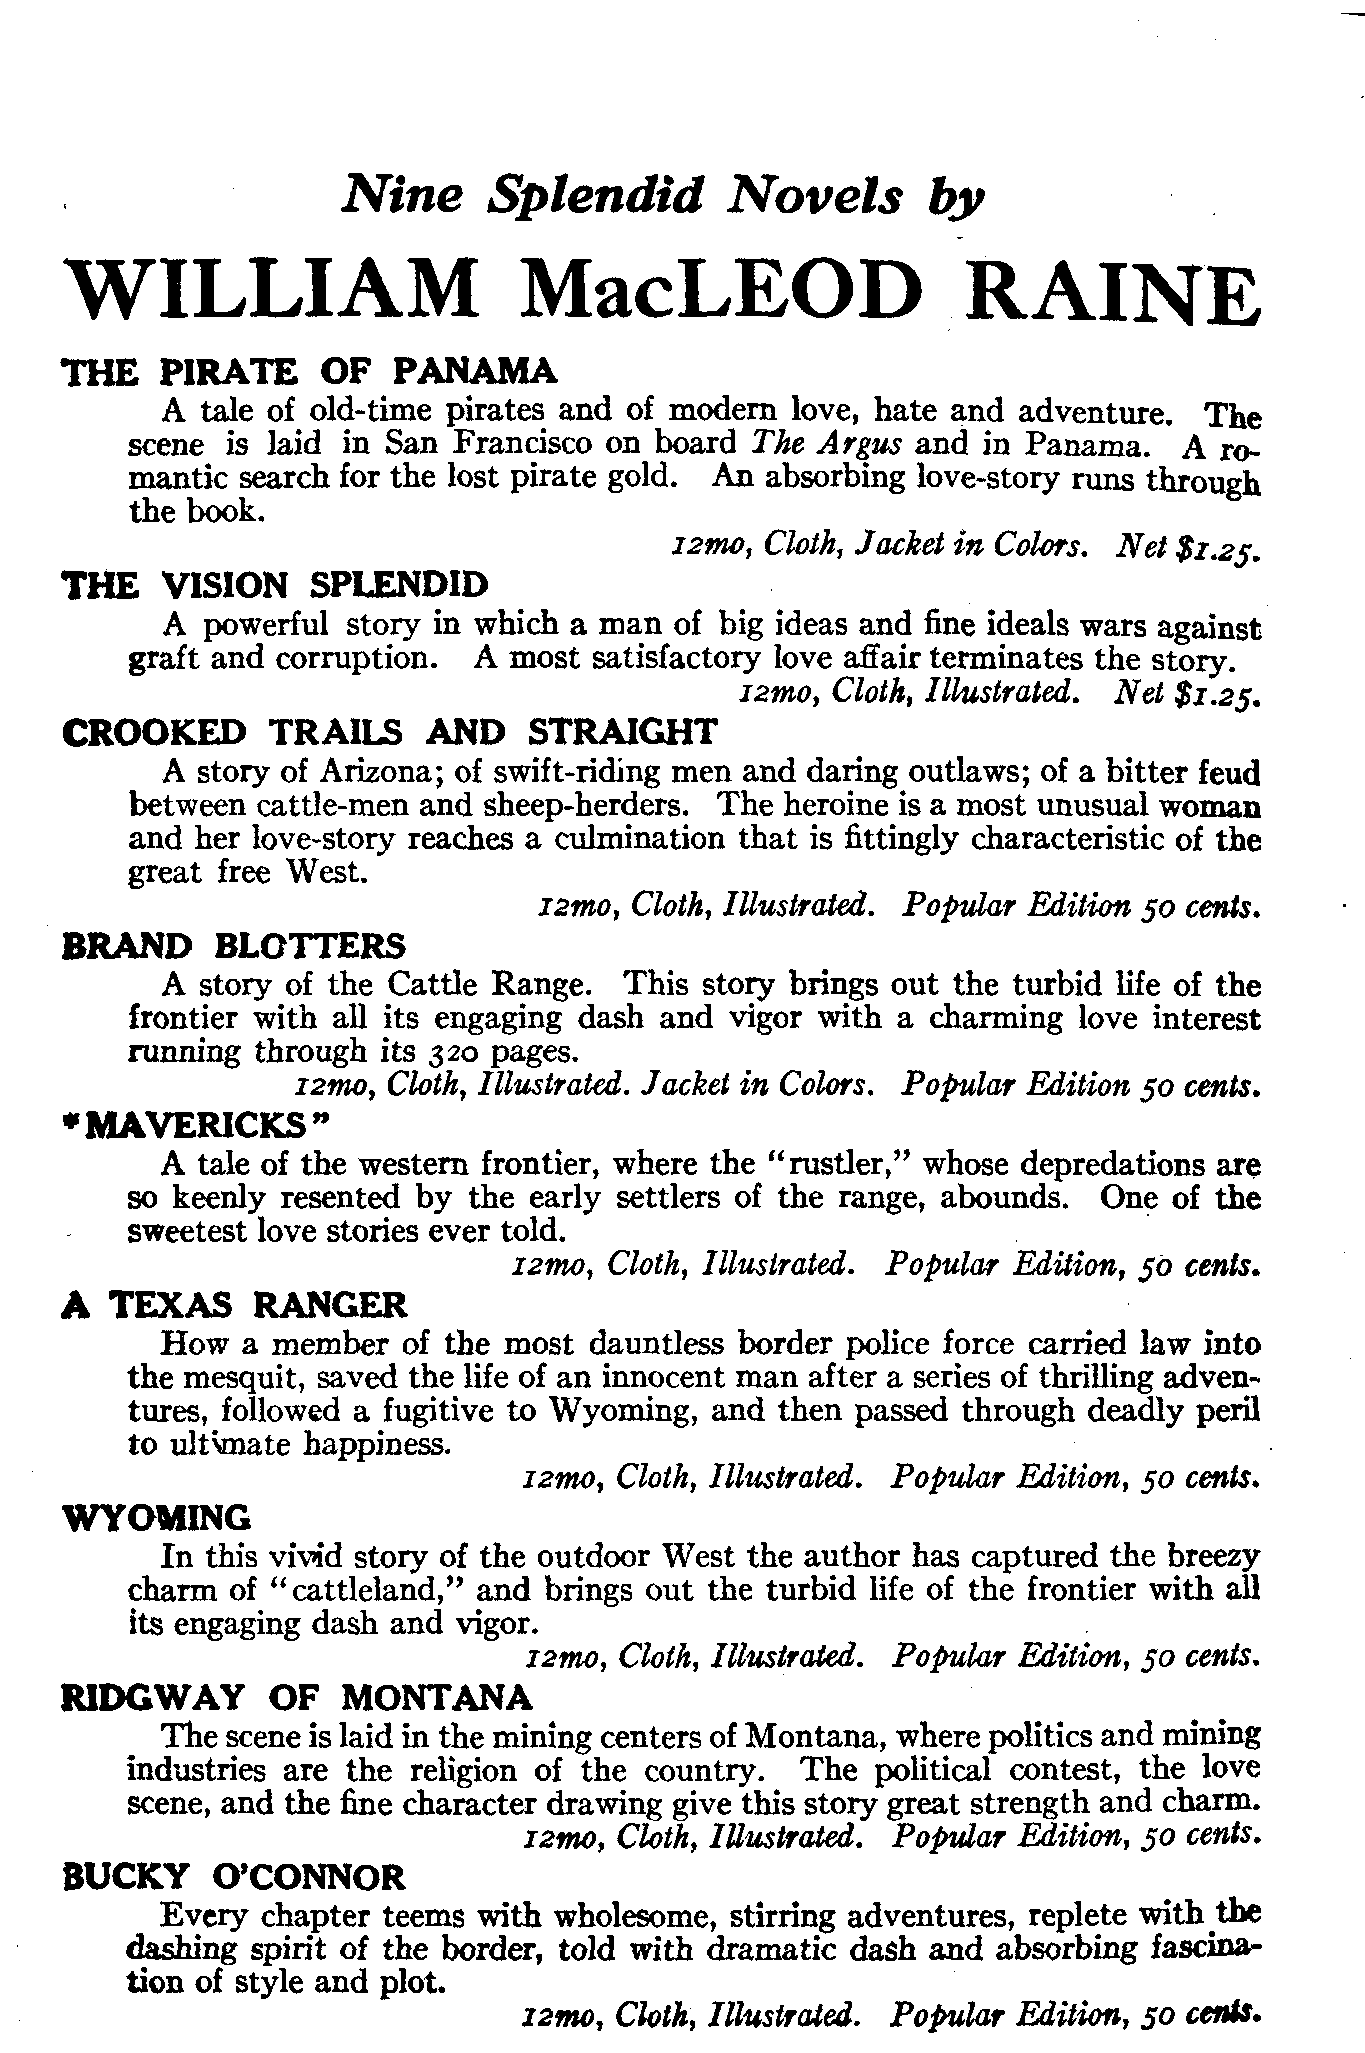 Nine Splendid Novels by
WILLIAM MacLEOD RAINE
THE PIRATE OF PANAMA
A tale of old-time pirates and of modern love, hate and adventure. The
scene is laid in San Francisco on board The Argus and in Panama. A ro-
mantic search for the lost pirate gold. An absorbing love-story runs through
the book.
12mo, Cloth, Jacket in Colors. Net $1.25.
THE VISION SPLENDID
A powerful story in which a man of big ideas and fine ideals wars against
graft and corruption. A most satisfactory love affair terminates the story.
12mo, Cloth, Illustrated. Net $1.25.
CROOKED TRAILS AND STRAIGHT
A story of Arizona; of swift-riding men and daring outlaws; of a bitter feud
between cattle-men and sheep-herders. The heroine is a most unusual woman
and her love-story reaches a culmination that is fittingly characteristic of the
great free West.
12mo, Cloth, Illustrated. Popular Edition 50 cents.
BRAND BLOTTERS
A story of the Cattle Range. This story brings out the turbid life of the
frontier with all its engaging dash and vigor with a charming love interest
running through its 320 pages.
12mo, Cloth, Illustrated. Jacket in Colors. Popular Edition 50 cents.
"MAVERICKS"
A tale of the western frontier, where the "rustler," whose depredations are
so keenly resented by the early settlers of the range, abounds. One of the
sweetest love stories ever told.
12mo, Cloth, Illustrated. Popular Edition, 50 cents.
A TEXAS RANGER
How a member of the most dauntless border police force carried law into
the mesquit, saved the life of an innocent man after a series of thrilling adven-
tures, followed a fugitive to Wyoming, and then passed through deadly peril
to ultimate happiness.
12mo, Cloth, Illustrated. Popular Edition, 50 cents.
WYOMING
In this vivid story of the outdoor West the author has captured the breezy
charm of "cattleland," and brings out the turbid life of the frontier with all
its engaging dash and vigor.
12mo, Cloth, Illustrated. Popular Edition, 50 cents.
RIDGWAY OF MONTANA
The scene is laid in the mining centers of Montana, where politics and mining
industries are the religion of the country. The political contest, the love
scene, and the fine character drawing give this story great strength and charm.
12mo, Cloth, Illustrated. Popular Edition, 50 cents.
BUCKY O'CONNOR
Every chapter teems with wholesome, stirring adventures, replete with the
dashing spirit of the border, told with dramatic dash and absorbing fascina-
tion of style and plot.
12mo, Cloth, Illustrated. Popular Edition, 50 cents.